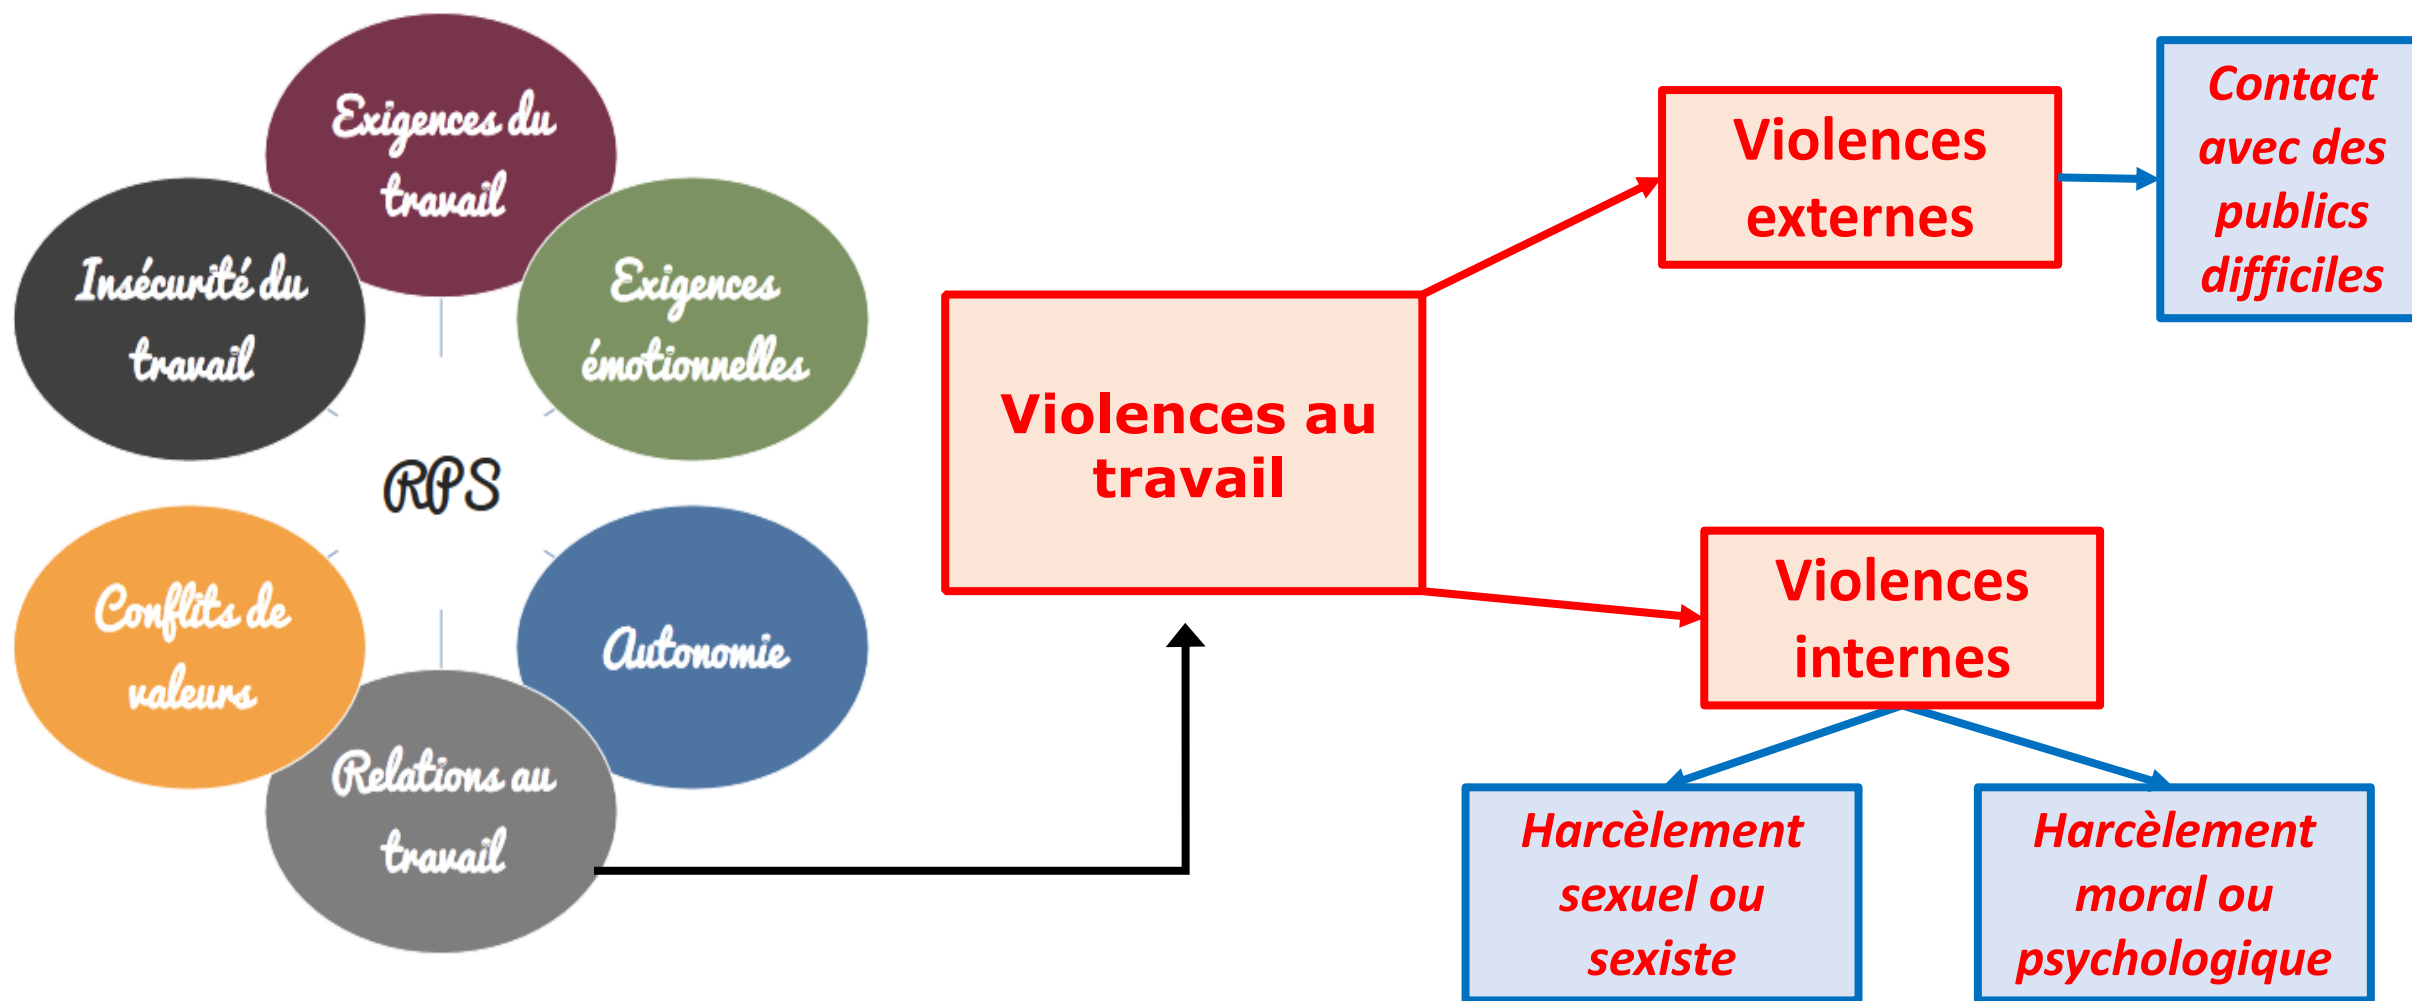 Exigences du
travail
Insécurité du
travail
Exigences
émotionnelles
RPS
Conflits de
valeurs
Autonomie
Relations au
travail
Violences au
travail
Violences
externes
Contact
avec des
publics
difficiles
Violences
internes
Harcèlement
sexuel ou
sexiste
Harcèlement
moral ou
psychologique